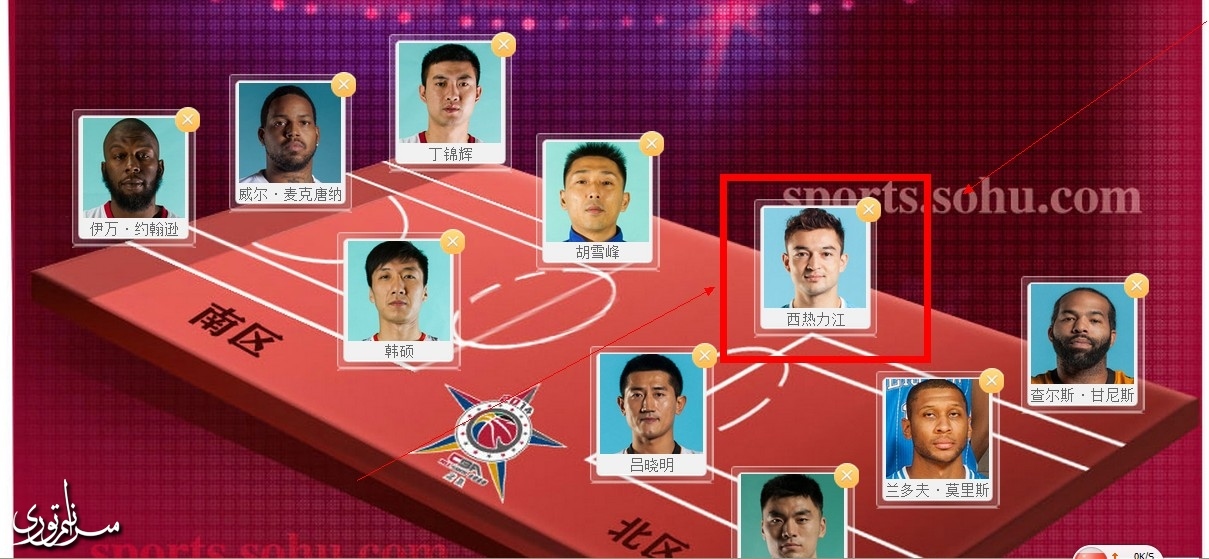 sports.sohu.com
丁锦辉
威尔·麦克唐纳
伊万·约翰逊
胡雪峰
西热力江
韩硕
查尔斯·甘尼斯
南区
2014
CBA
吕晓明
兰多夫·莫里斯
北区
sports.sohu.com
0K/S